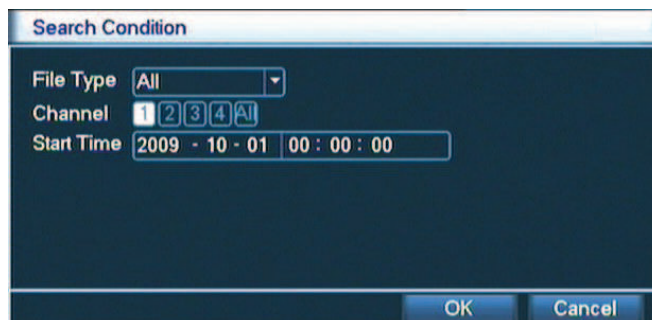 Search Condition
File Type All
Channel 1 2 3 4 All
Start Time 2009 - 10 - 01 00 : 00 : 00
OK Cancel